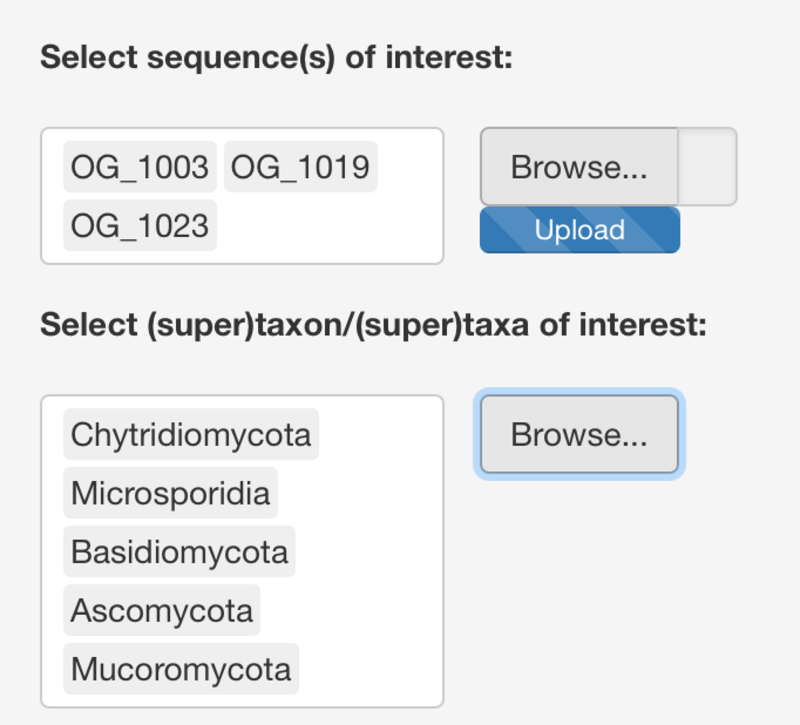 Select sequence(s) of interest:
OG_1003 OG_1019 Browse...
OG_1023 Upload
Select (super)taxon/(super)taxa of interest:
Chytridiomycota Browse...
Microsporidia
Basidiomycota
Ascomycota
Mucoromycota